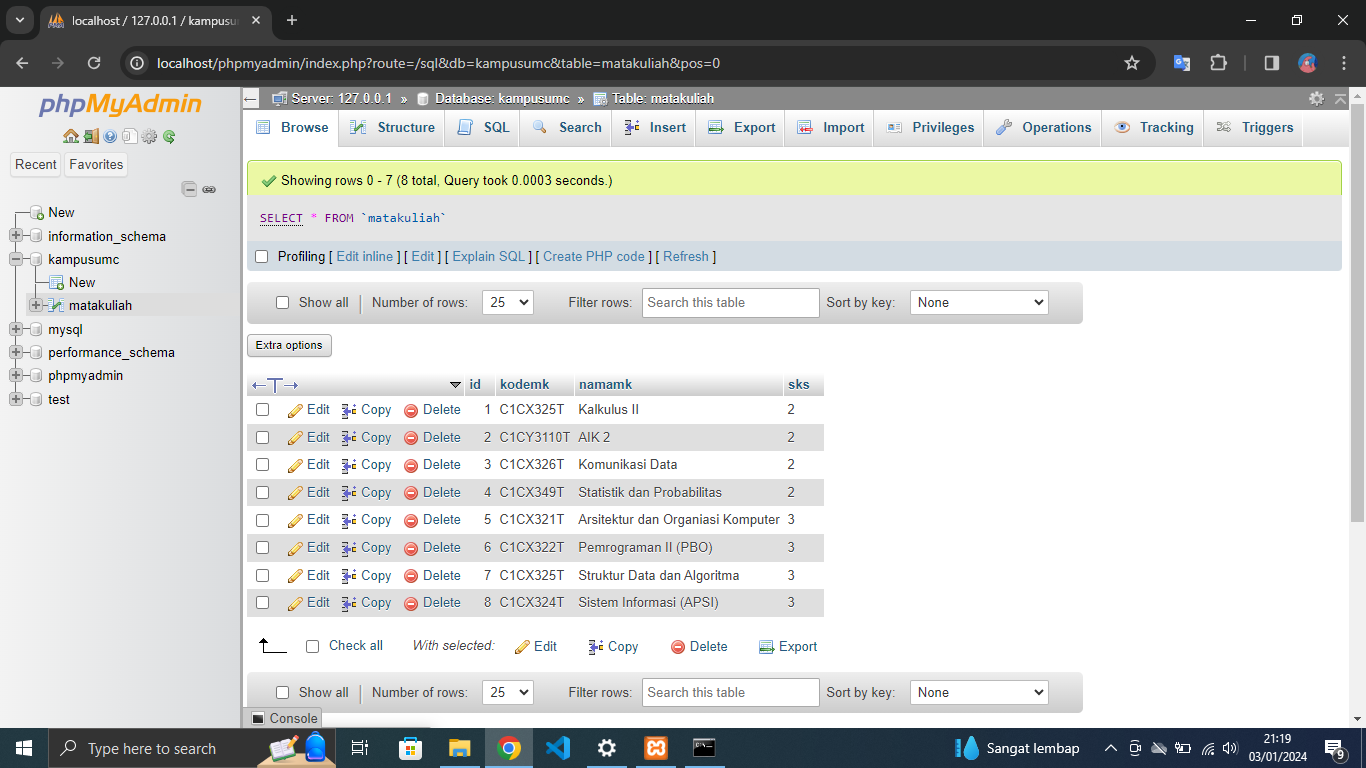 localhost / 127.0.0.1 / kampusu
localhost/phpmyadmin/index.php?route=/sql&db=kampusumc&table=matakuliah&pos=0
phpMyAdmin
Recent Favorites
New
information_schema
kampusumc
New
matakuliah
mysql
performance_schema
phpmyadmin
test
Server: 127.0.0.1 » Database: kampusumc » Table: matakuliah
Browse Structure SQL Search Insert Export Import Privileges Operations Tracking Triggers
Showing rows 0 - 7 (8 total, Query took 0.0003 seconds.)
SELECT * FROM `matakuliah`
Profiling [ Edit inline ] [ Edit ] [ Explain SQL ] [ Create PHP code ] [ Refresh ]
Show all | Number of rows: 25 Filter rows: Search this table Sort by key: None
Extra options
←T→ id kodemk namamk sks
Edit Copy Delete 1 C1CX325T Kalkulus II 2
Edit Copy Delete 2 C1CY3110T AIK 2 2
Edit Copy Delete 3 C1CX326T Komunikasi Data 2
Edit Copy Delete 4 C1CX349T Statistik dan Probabilitas 2
Edit Copy Delete 5 C1CX321T Arsitektur dan Organiasi Komputer 3
Edit Copy Delete 6 C1CX322T Pemrograman II (PBO) 3
Edit Copy Delete 7 C1CX325T Struktur Data dan Algoritma 3
Edit Copy Delete 8 C1CX324T Sistem Informasi (APSI) 3
Check all With selected: Edit Copy Delete Export
Show all | Number of rows: 25 Filter rows: Search this table Sort by key: None
Console
Type here to search
Sangat lembap
21:19
03/01/2024
9